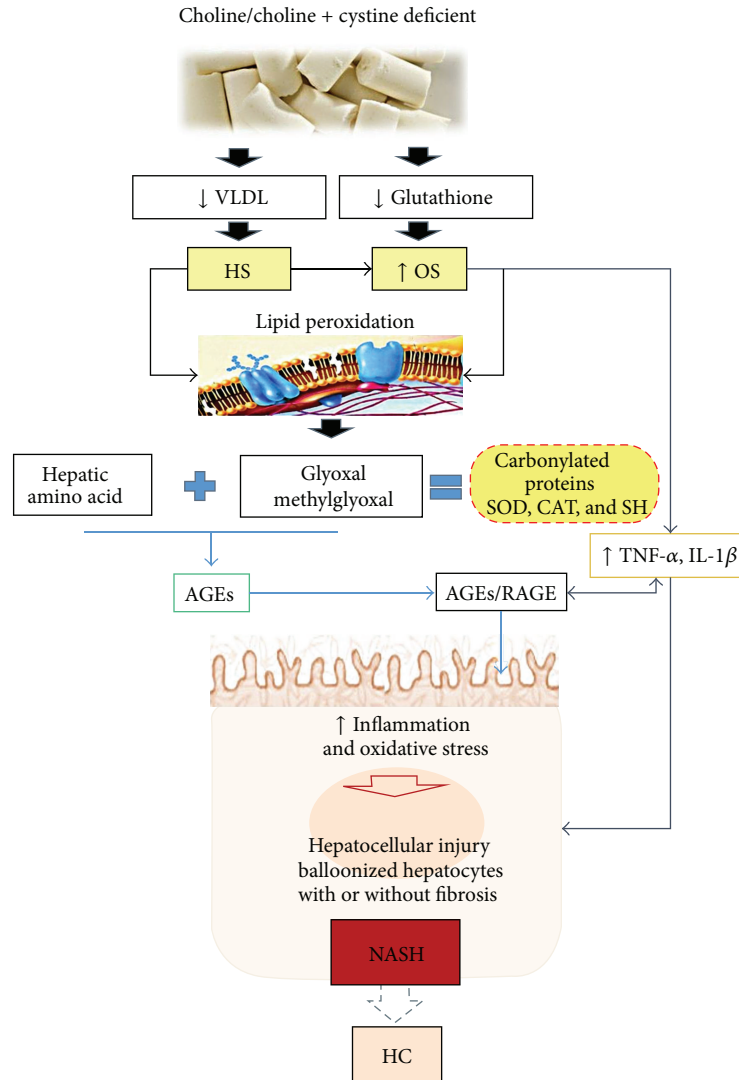 Choline/choline + cystine deficient
↓ VLDL
↓ Glutathione
HS
↑ OS
Lipid peroxidation
Hepatic
amino acid
Glyoxal
methylglyoxal
Carbonylated
proteins
SOD, CAT, and SH
↑ TNF-α, IL-1β
AGEs
AGEs/RAGE
↑ Inflammation
and oxidative stress
Hepatocellular injury
balloonized hepatocytes
with or without fibrosis
NASH
HC